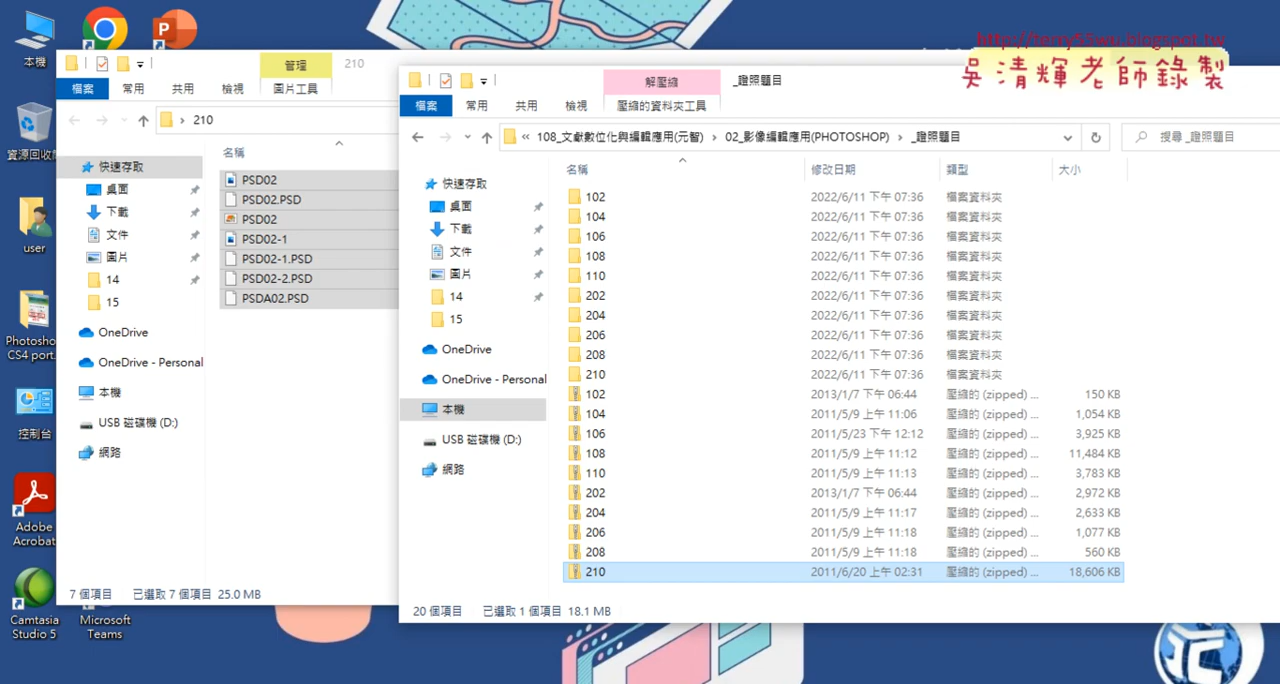 http://terry55wu.blogspot.tw
吳清輝老師錄製
本機
資源回收
user
Photosho
CS4 port.
控制台
Adobe
Acrobat
Camtasia
Studio 5
Microsoft
Teams
管理
210
檔案
常用
共用
檢視
圖片工具
210
快速存取
桌面
下載
文件
圖片
14
15
OneDrive
OneDrive - Personal
本機
USB 磁碟機 (D:)
網路
名稱
PSD02
PSD02.PSD
PSD02
PSD02-1
PSD02-1.PSD
PSD02-2.PSD
PSDA02.PSD
7 個項目 已選取 7 個項目 25.0 MB
解壓縮
_證照題目
檔案
常用
共用
檢視
壓縮的資料夾工具
« 108_文獻數位化與編輯應用(元智) › 02_影像編輯應用(PHOTOSHOP) › _證照題目
搜尋 _證照題目
快速存取
桌面
下載
文件
圖片
14
15
OneDrive
OneDrive - Personal
本機
USB 磁碟機 (D:)
網路
名稱 修改日期 類型 大小
102 2022/6/11 下午 07:36 檔案資料夾
104 2022/6/11 下午 07:36 檔案資料夾
106 2022/6/11 下午 07:36 檔案資料夾
108 2022/6/11 下午 07:36 檔案資料夾
110 2022/6/11 下午 07:36 檔案資料夾
202 2022/6/11 下午 07:36 檔案資料夾
204 2022/6/11 下午 07:36 檔案資料夾
206 2022/6/11 下午 07:36 檔案資料夾
208 2022/6/11 下午 07:36 檔案資料夾
210 2022/6/11 下午 07:36 檔案資料夾
102 2013/1/7 下午 06:44 壓縮的 (zipped) ... 150 KB
104 2011/5/9 上午 11:06 壓縮的 (zipped) ... 1,054 KB
106 2011/5/23 下午 12:12 壓縮的 (zipped) ... 3,925 KB
108 2011/5/9 上午 11:12 壓縮的 (zipped) ... 11,484 KB
110 2011/5/9 上午 11:13 壓縮的 (zipped) ... 3,783 KB
202 2013/1/7 下午 06:44 壓縮的 (zipped) ... 2,972 KB
204 2011/5/9 上午 11:17 壓縮的 (zipped) ... 2,633 KB
206 2011/5/9 上午 11:18 壓縮的 (zipped) ... 1,077 KB
208 2011/5/9 上午 11:18 壓縮的 (zipped) ... 560 KB
210 2011/6/20 上午 02:31 壓縮的 (zipped) ... 18,606 KB
20 個項目 已選取 1 個項目 18.1 MB